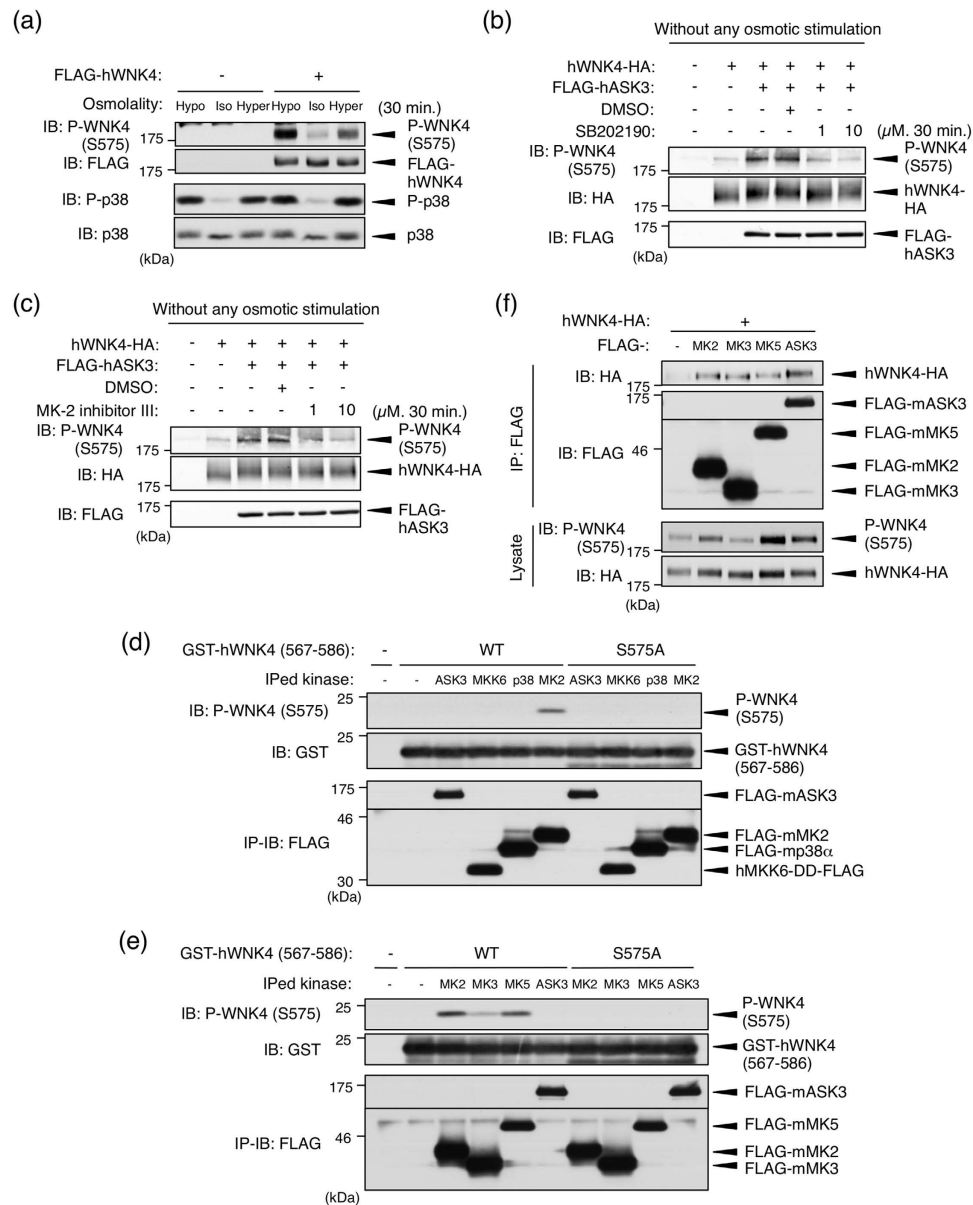 (a)
FLAG-hWNK4: - +
Osmolality: Hypo Iso Hyper Hypo Iso Hyper (30 min.)
IB: P-WNK4 175 P-WNK4
(S575) (S575)
IB: FLAG 175 FLAG-
hWNK4
IB: P-p38 P-p38
IB: p38 p38
(kDa)
(b)
Without any osmotic stimulation
hWNK4-HA: - + + + + +
FLAG-hASK3: - - + + + +
DMSO: - - - +
SB202190: - - - 1 10 (μM. 30 min.)
IB: P-WNK4 P-WNK4
(S575) 175 (S575)
IB: HA hWNK4-
175 HA
IB: FLAG 175 FLAG-
(kDa) hASK3
(c)
Without any osmotic stimulation
hWNK4-HA: - + + + + +
FLAG-hASK3: - - + + + +
DMSO: - - - +
MK-2 inhibitor III: - - - 1 10 (μM. 30 min.)
IB: P-WNK4 P-WNK4
(S575) 175 (S575)
IB: HA hWNK4-HA
175
IB: FLAG 175 FLAG-
(kDa) hASK3
(f)
hWNK4-HA: +
FLAG-: - MK2 MK3 MK5 ASK3
IP: FLAG
IB: HA 175 hWNK4-HA
175 FLAG-mASK3
46 FLAG-mMK5
IB: FLAG
FLAG-mMK2
FLAG-mMK3
Lysate
IB: P-WNK4 P-WNK4
(S575) 175 (S575)
IB: HA 175 hWNK4-HA
(kDa)
(d)
GST-hWNK4 (567-586): - WT S575A
IPed kinase: - - ASK3 MKK6 p38 MK2 ASK3 MKK6 p38 MK2
25
IB: P-WNK4 (S575) P-WNK4
(S575)
25
IB: GST GST-hWNK4
(567-586)
175 FLAG-mASK3
46
IP-IB: FLAG FLAG-mMK2
FLAG-mp38α
30 hMKK6-DD-FLAG
(kDa)
(e)
GST-hWNK4 (567-586): - WT S575A
IPed kinase: - - MK2 MK3 MK5 ASK3 MK2 MK3 MK5 ASK3
IB: P-WNK4 (S575) 25 P-WNK4
(S575)
25
IB: GST GST-hWNK4
(567-586)
175 FLAG-mASK3
FLAG-mMK5
46
IP-IB: FLAG FLAG-mMK2
FLAG-mMK3
(kDa)